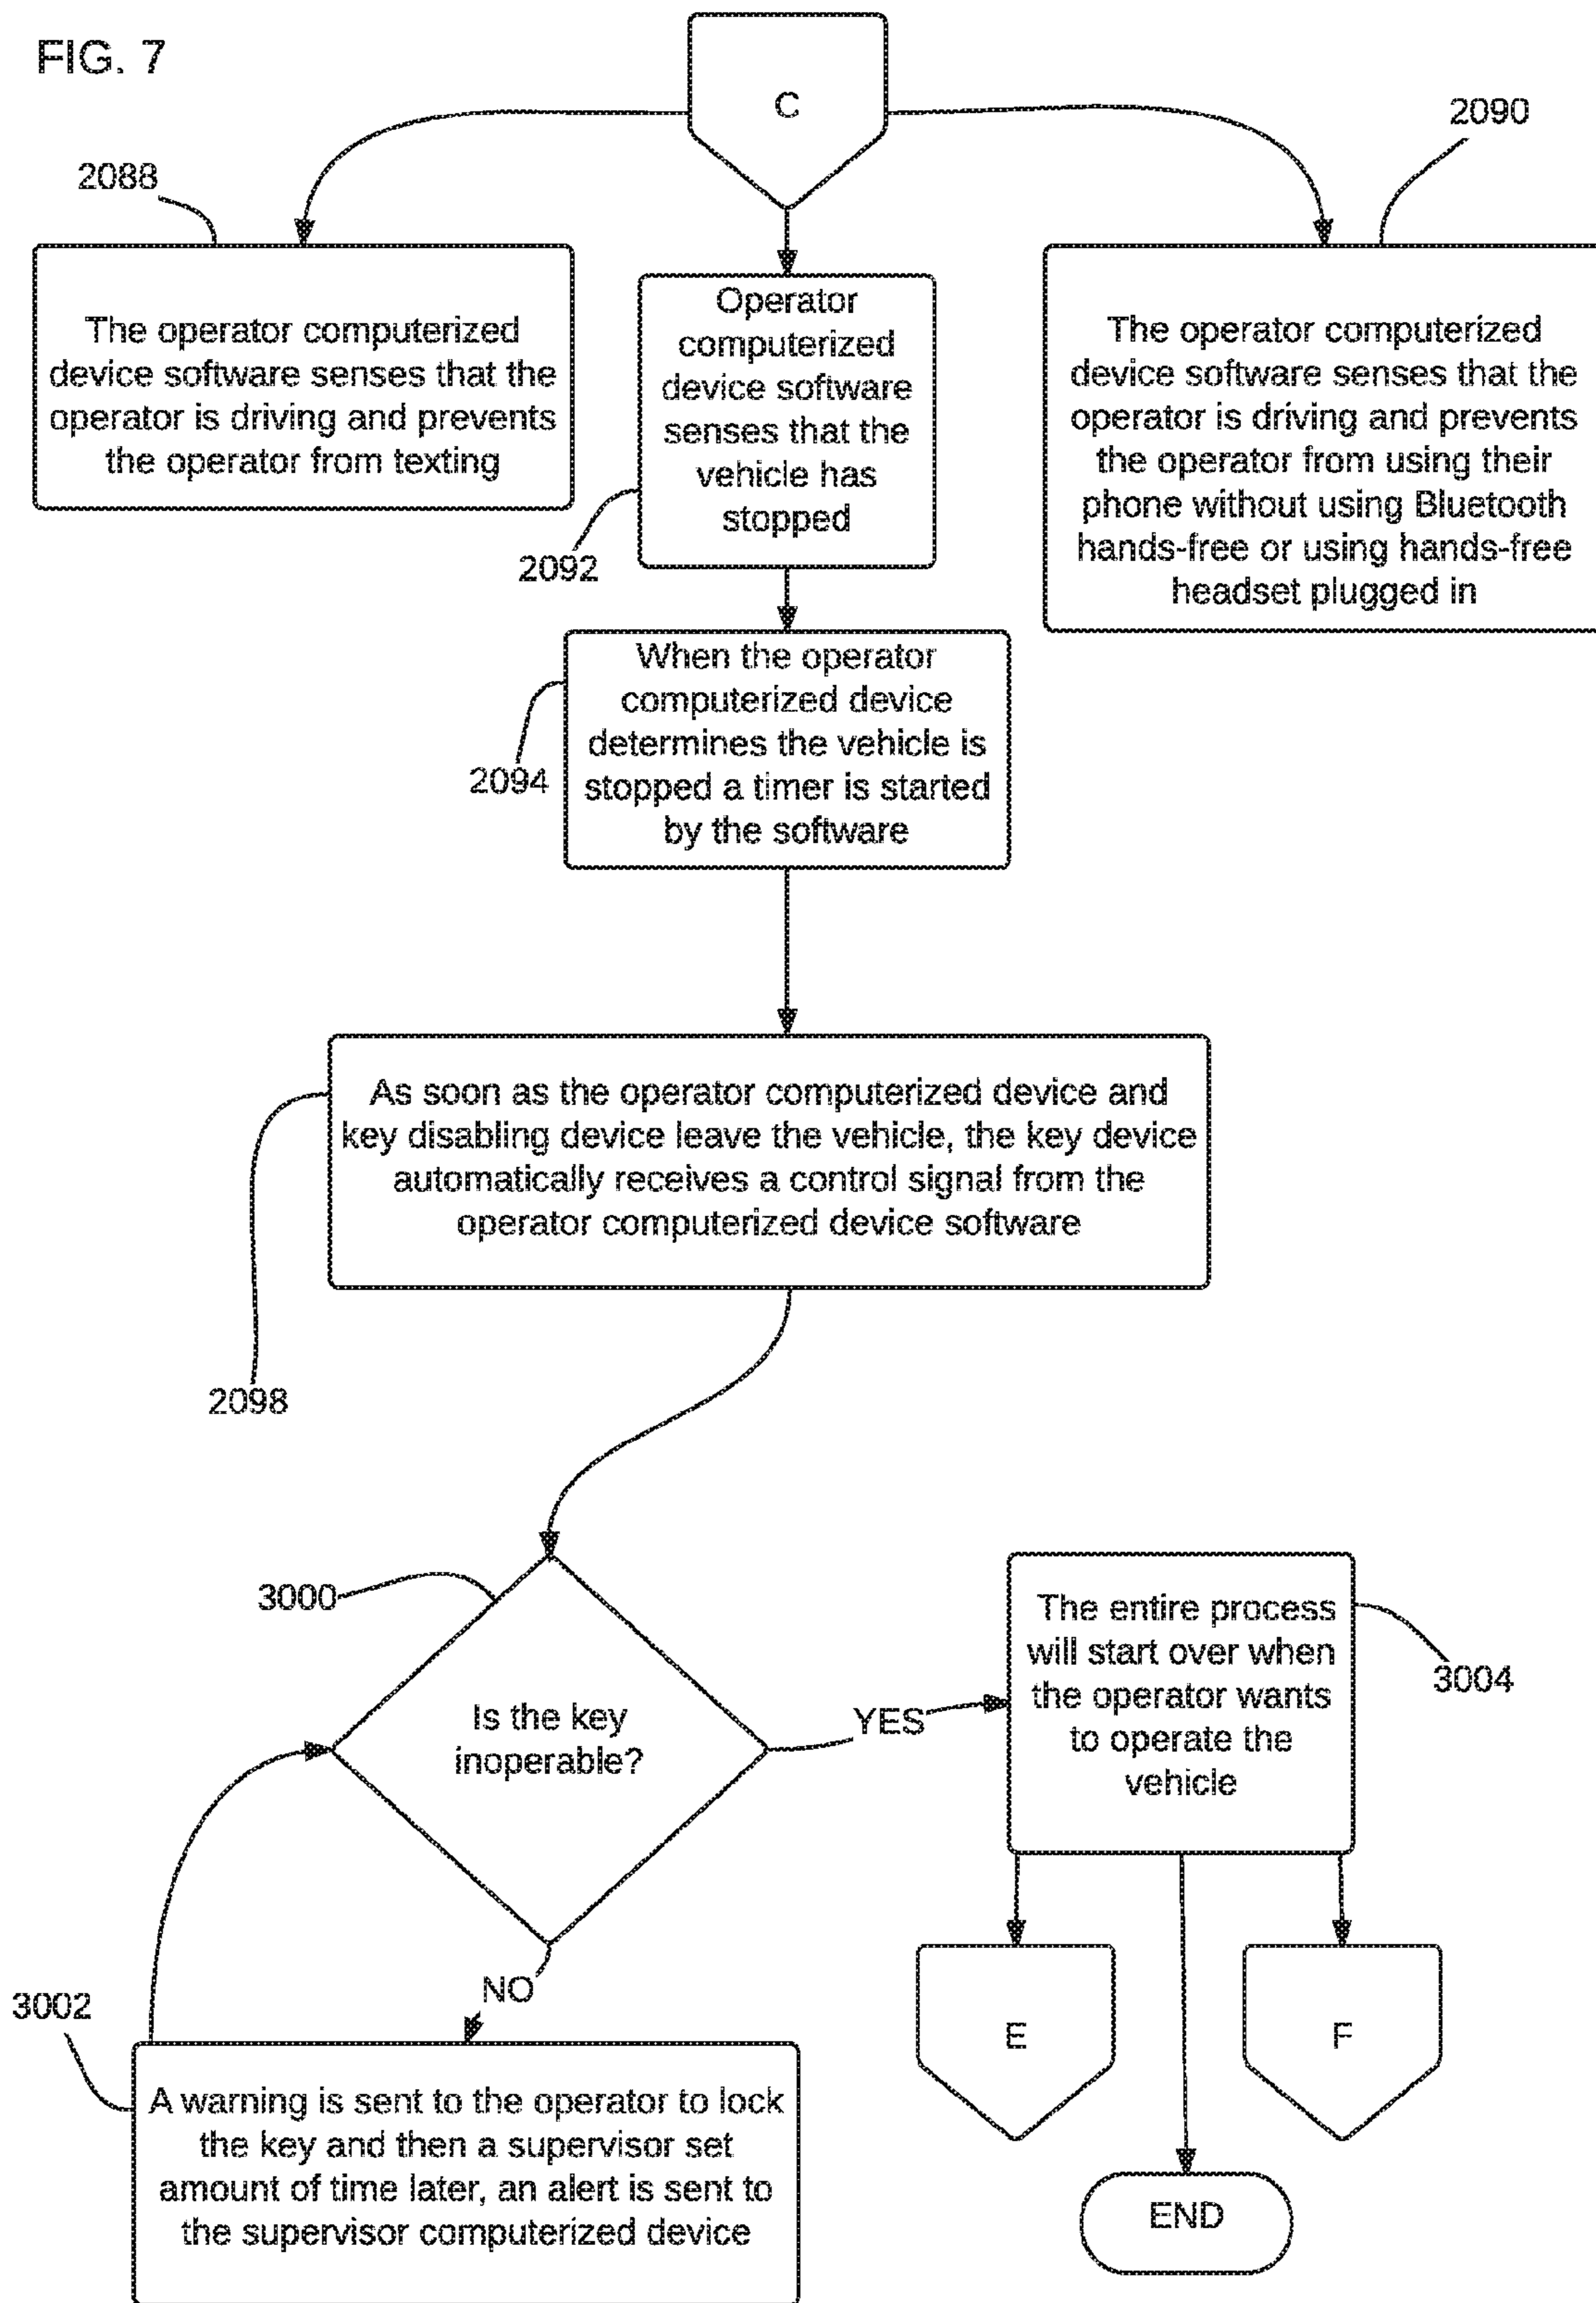 FIG. 7
C
2088
2090
The operator computerized
device software senses that the
operator is driving and prevents
the operator from texting
Operator
computerized
device software
senses that the
vehicle has
stopped
2092
The operator computerized
device software senses that the
operator is driving and prevents
the operator from using their
phone without using Bluetooth
hands-free or using hands-free
headset plugged in
When the operator
computerized device
determines the vehicle is
stopped a timer is started
by the software
2094
As soon as the operator computerized device and
key disabling device leave the vehicle, the key device
automatically receives a control signal from the
operator computerized device software
2098
3000
Is the key
inoperable?
YES
The entire process
will start over when
the operator wants
to operate the
vehicle
3004
NO
3002
A warning is sent to the operator to lock
the key and then a supervisor set
amount of time later, an alert is sent to
the supervisor computerized device
E
F
END